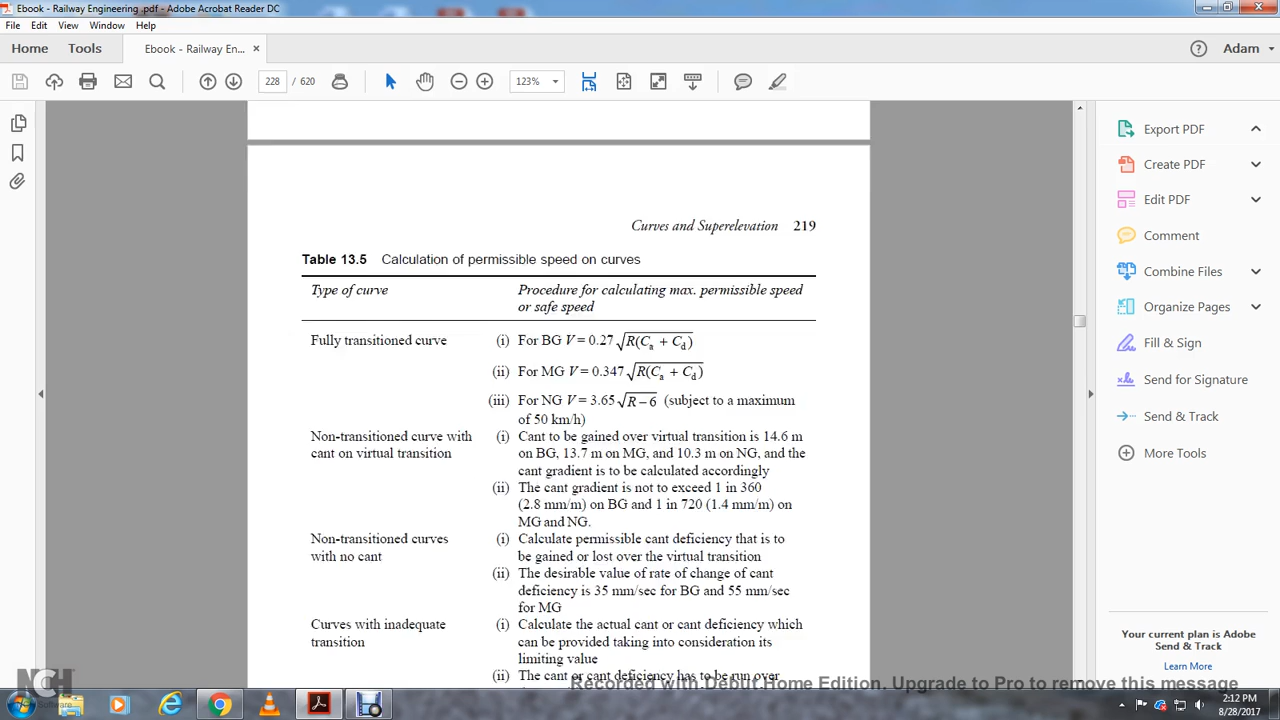 Ebook - Railway Engineering .pdf - Adobe Acrobat Reader DC
File Edit View Window Help
Home Tools Ebook - Railway En... × Adam
228 / 620 123%
Export PDF
Create PDF
Edit PDF
Comment
Combine Files
Organize Pages
Fill & Sign
Send for Signature
Send & Track
More Tools
Your current plan is Adobe
Send & Track
Learn More
Curves and Superelevation 219
Table 13.5 Calculation of permissible speed on curves
Type of curve Procedure for calculating max. permissible speed
or safe speed
Fully transitioned curve (i) For BG V = 0.27 √R(Ca + Cd)
(ii) For MG V = 0.347 √R(Ca + Cd)
(iii) For NG V = 3.65 √R – 6 (subject to a maximum
of 50 km/h)
Non-transitioned curve with (i) Cant to be gained over virtual transition is 14.6 m
cant on virtual transition on BG, 13.7 m on MG, and 10.3 m on NG, and the
cant gradient is to be calculated accordingly
(ii) The cant gradient is not to exceed 1 in 360
(2.8 mm/m) on BG and 1 in 720 (1.4 mm/m) on
MG and NG.
Non-transitioned curves (i) Calculate permissible cant deficiency that is to
with no cant be gained or lost over the virtual transition
(ii) The desirable value of rate of change of cant
deficiency is 35 mm/sec for BG and 55 mm/sec
for MG
Curves with inadequate (i) Calculate the actual cant or cant deficiency which
transition can be provided taking into consideration its
limiting value
(ii) The cant or cant deficiency has to be run over
Recorded with Debut Home Edition. Upgrade to Pro to remove this message
NCH Software
2:12 PM
8/28/2017